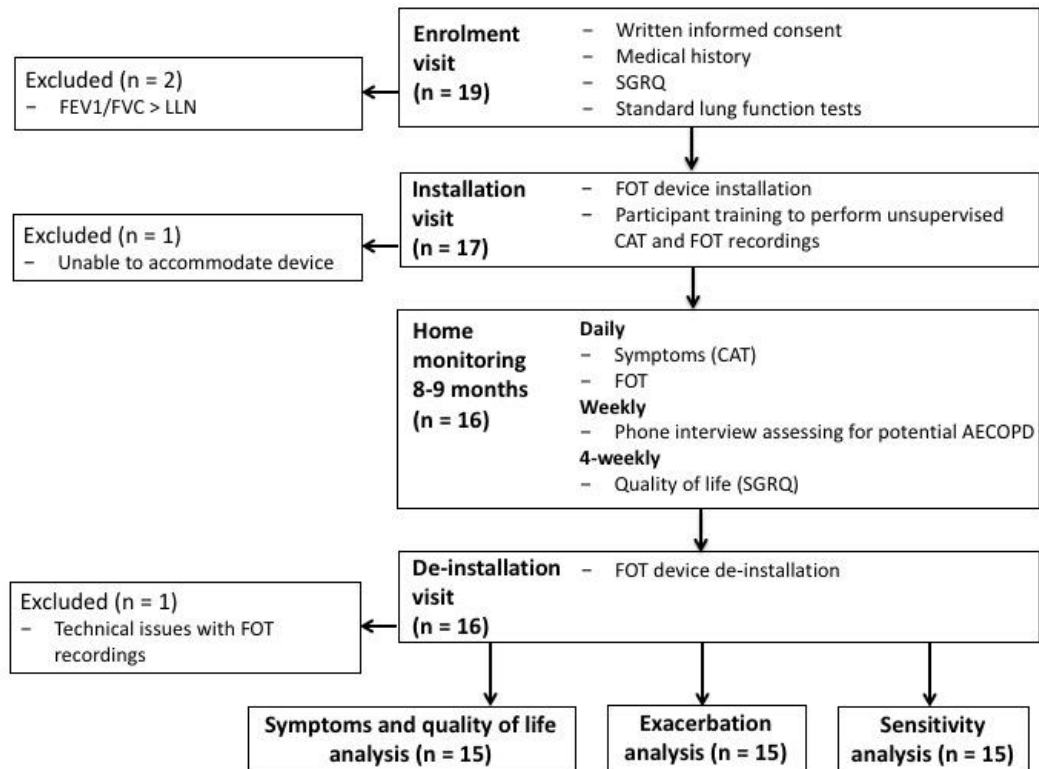 Enrolment
visit
(n = 19)
− Written informed consent
− Medical history
− SGRQ
− Standard lung function tests
Excluded (n = 2)
− FEV1/FVC > LLN
Installation
visit
(n = 17)
− FOT device installation
− Participant training to perform unsupervised
CAT and FOT recordings
Excluded (n = 1)
− Unable to accommodate device
Home
monitoring
8-9 months
(n = 16)
Daily
− Symptoms (CAT)
− FOT
Weekly
− Phone interview assessing for potential AECOPD
4-weekly
− Quality of life (SGRQ)
De-installation
visit
(n = 16)
− FOT device de-installation
Excluded (n = 1)
− Technical issues with FOT
recordings
Symptoms and quality of life
analysis (n = 15)
Exacerbation
analysis (n = 15)
Sensitivity
analysis (n = 15)